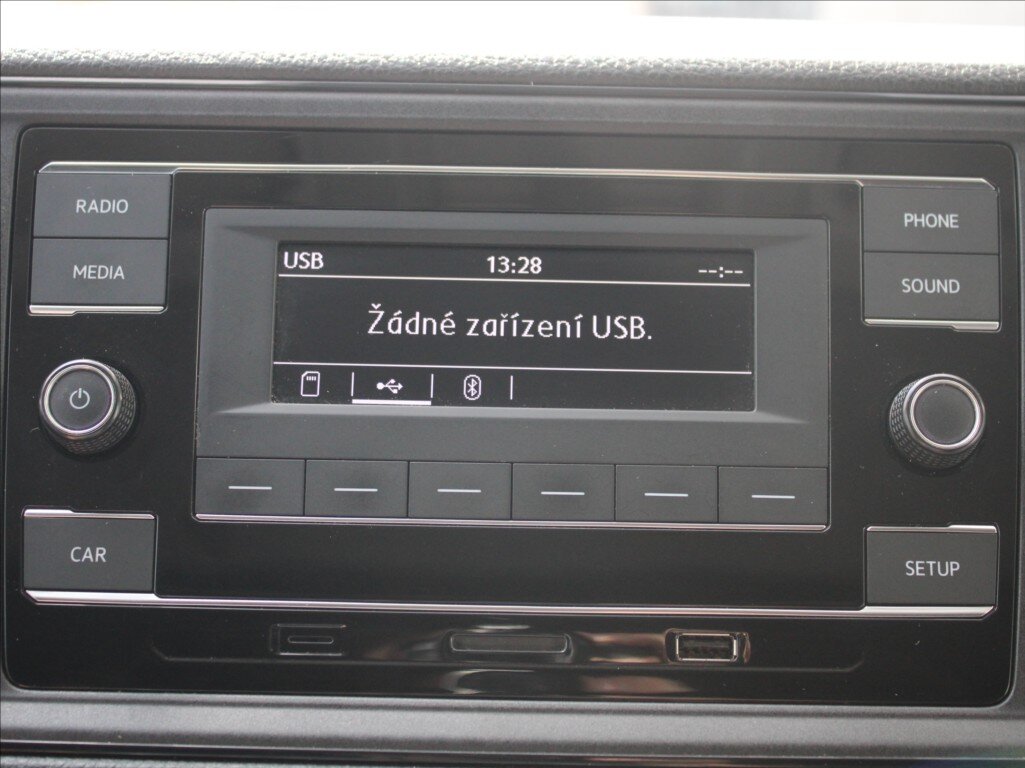 RADIO
PHONE
MEDIA
SOUND
USB 13:28 --:--
Žádné zařízení USB.
CAR
SETUP